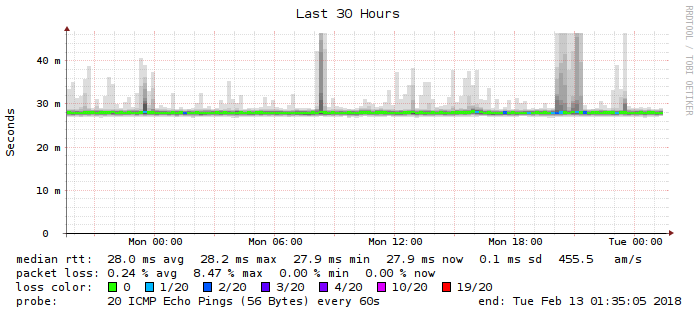 Last 30 Hours
RRDTOOL / TOBI OETIKER
Seconds
40 m
30 m
20 m
10 m
0
Mon 00:00 Mon 06:00 Mon 12:00 Mon 18:00 Tue 00:00
median rtt: 28.0 ms avg 28.2 ms max 27.9 ms min 27.9 ms now 0.1 ms sd 455.5 am/s
packet loss: 0.24 % avg 8.47 % max 0.00 % min 0.00 % now
loss color: 0 1/20 2/20 3/20 4/20 10/20 19/20
probe: 20 ICMP Echo Pings (56 Bytes) every 60s end: Tue Feb 13 01:35:05 2018